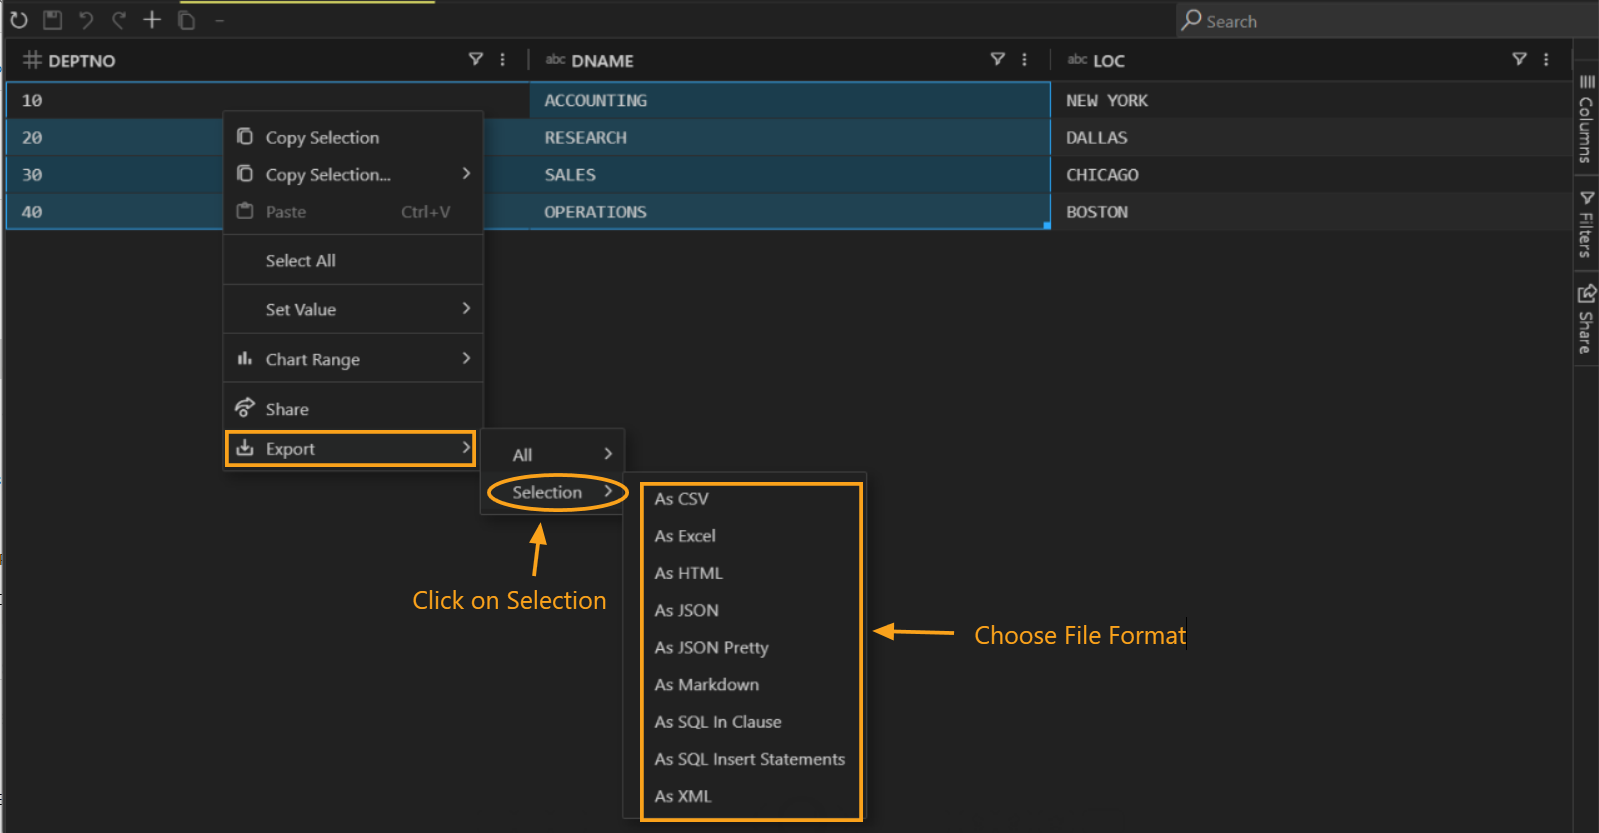 Search
DEPTNO
abc DNAME
abc LOC
10 ACCOUNTING NEW YORK
20 RESEARCH DALLAS
30 SALES CHICAGO
40 OPERATIONS BOSTON
Copy Selection
Copy Selection...
Paste Ctrl+V
Select All
Set Value
Chart Range
Share
Export
All
Selection
As CSV
As Excel
As HTML
As JSON
As JSON Pretty
As Markdown
As SQL In Clause
As SQL Insert Statements
As XML
Click on Selection
Choose File Format
Columns
Filters
Share